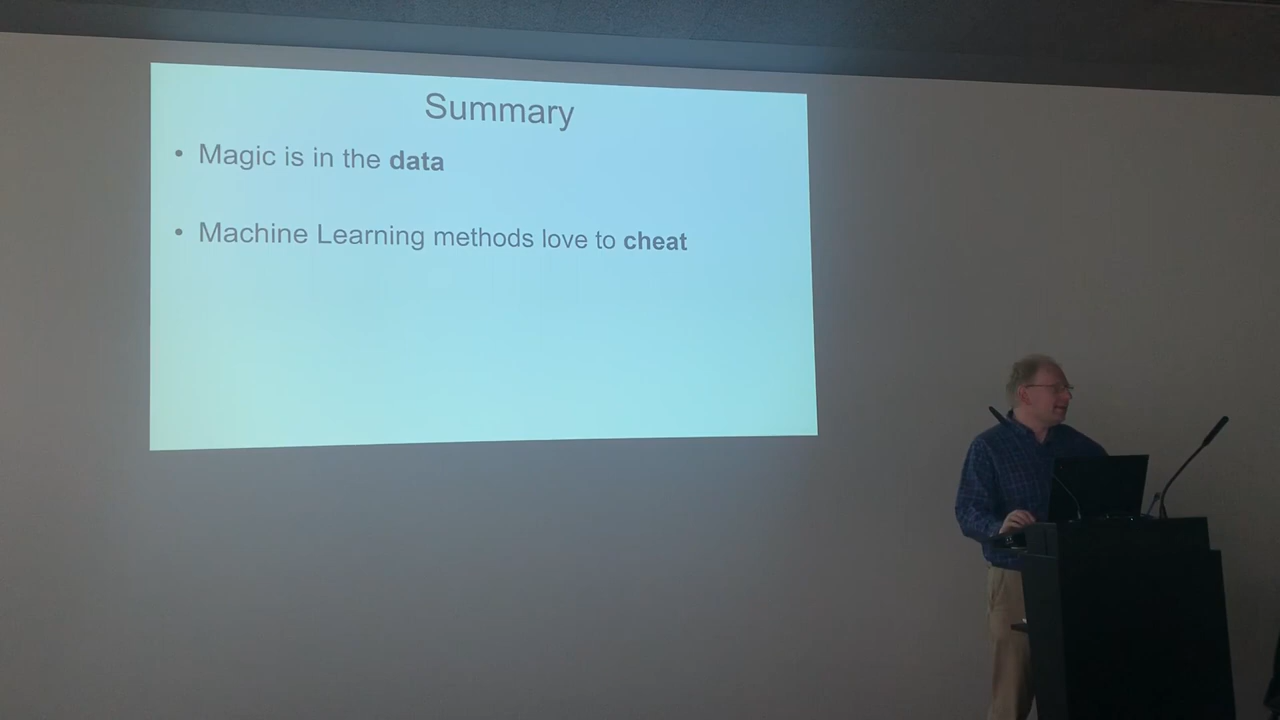 Summary
• Magic is in the data
• Machine Learning methods love to cheat